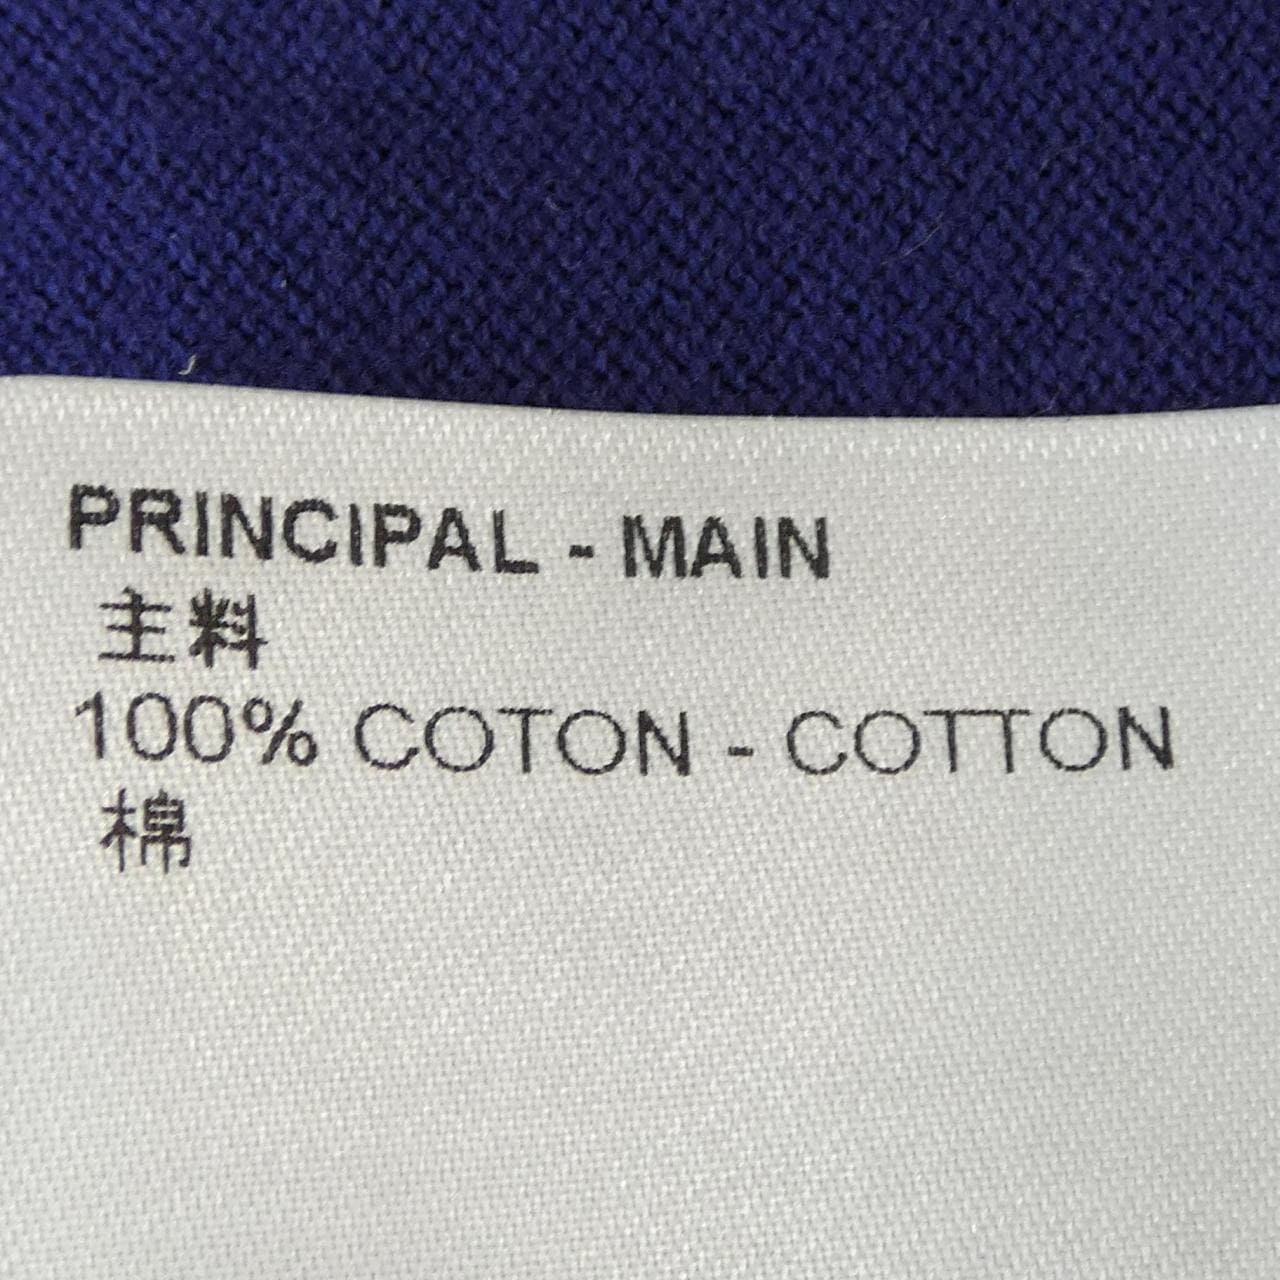 PRINCIPAL - MAIN
主料
100% COTON - COTTON
棉